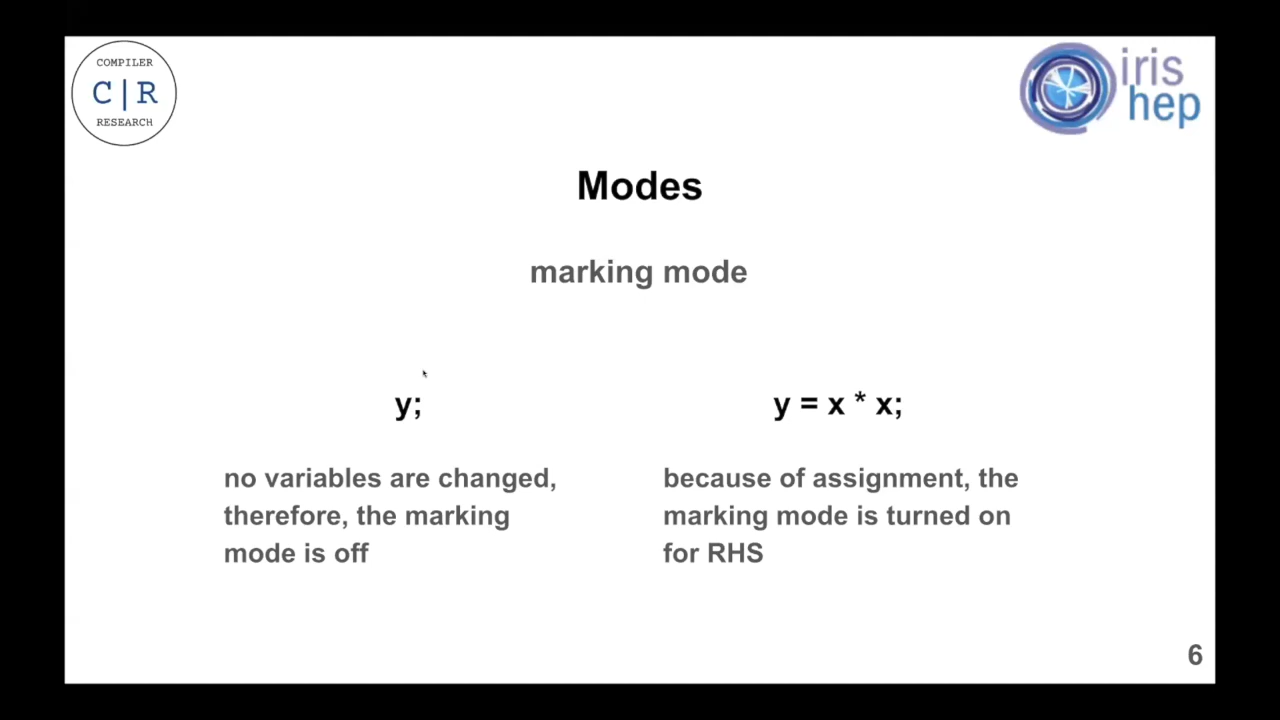 COMPILER
C|R
RESEARCH
iris
hep
Modes
marking mode
y;
no variables are changed,
therefore, the marking
mode is off
y = x * x;
because of assignment, the
marking mode is turned on
for RHS
6